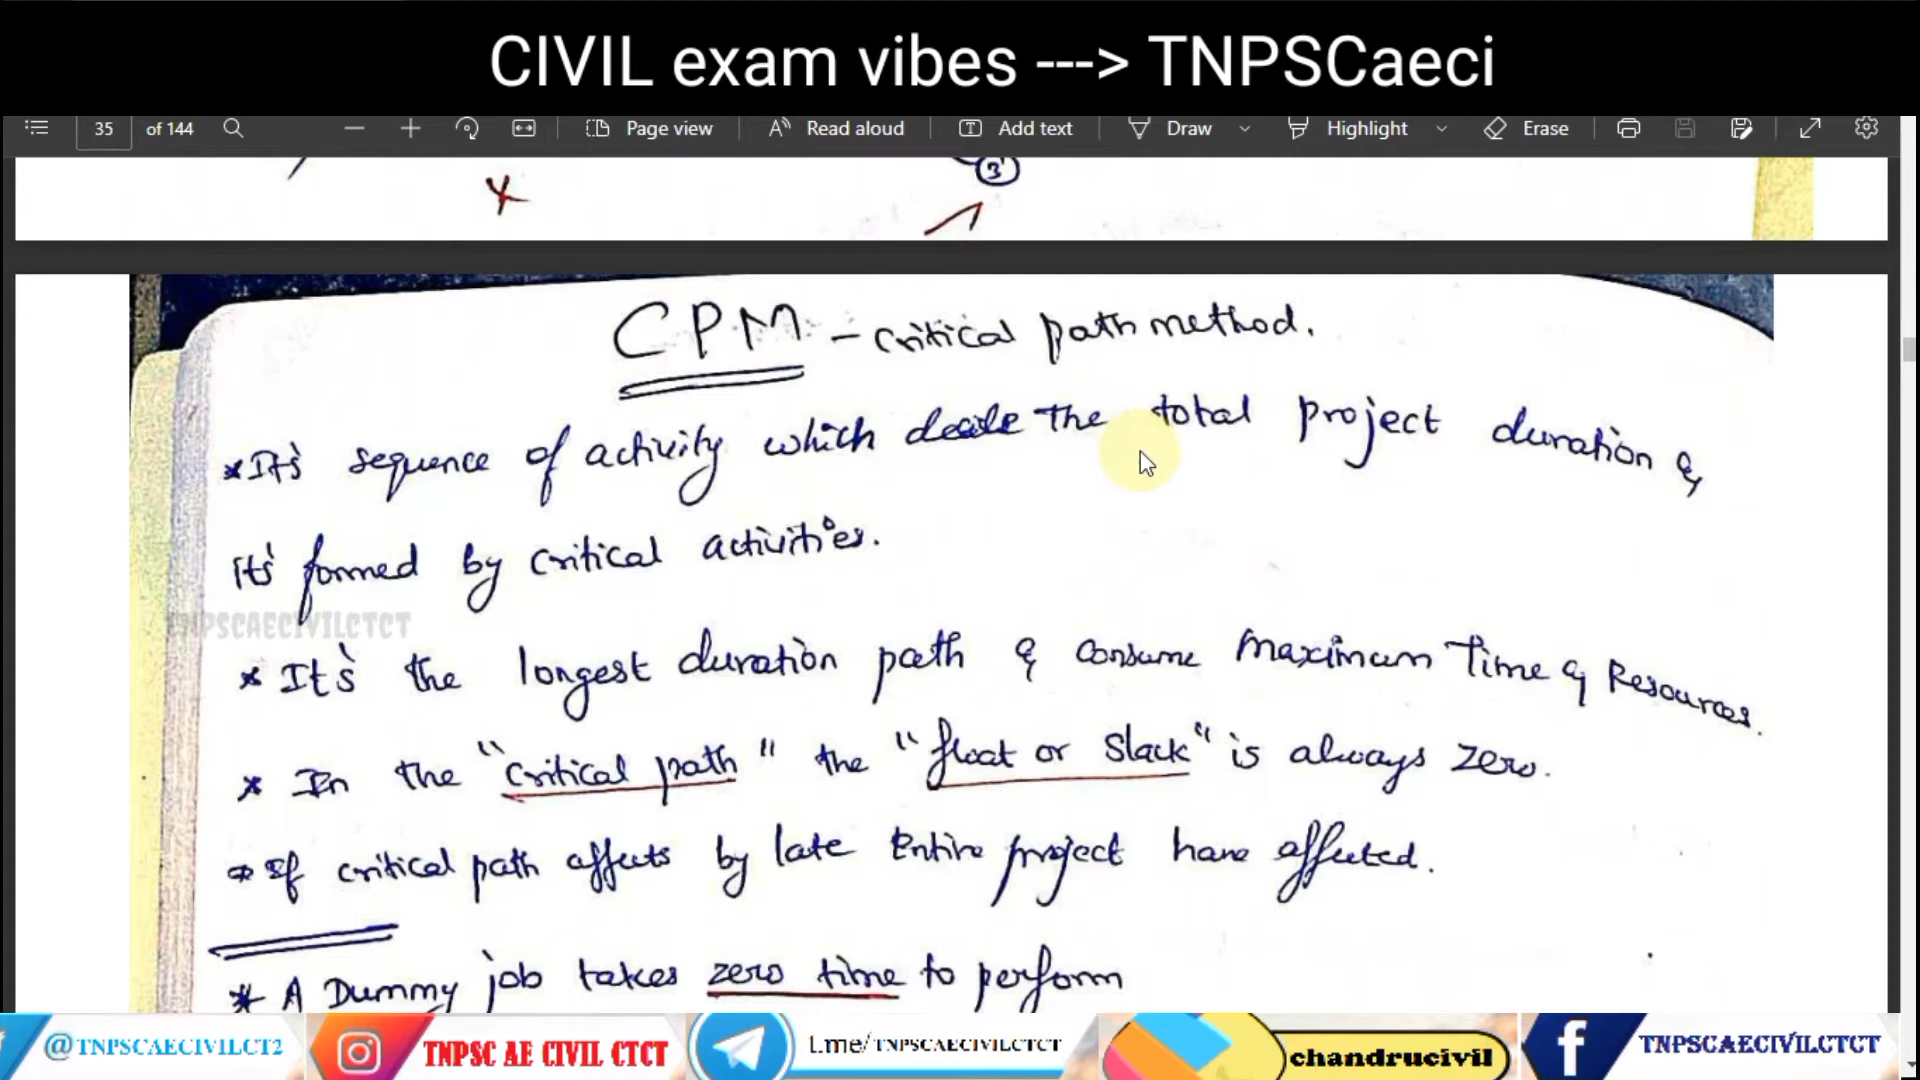 CIVIL exam vibes ---> TNPSCaeci
35 of 144 Page view Read aloud Add text Draw Highlight Erase
3
CPM - critical path method.
* It's sequence of activity which decide the total project duration &
it's formed by critical activities.
TNPSCAECIVILCTCT
* It's the longest duration path & consume maximum Time & Resources.
* In the "critical path" the "float or slack" is always zero.
⇒ If critical path affects by late Entire project have affected.
* A Dummy job takes zero time to perform
@TNPSCAECIVILCT2 TNPSC AE CIVIL CTCT t.me/TNPSCAECIVILCTCT chandrucivil TNPSCAECIVILCTCT